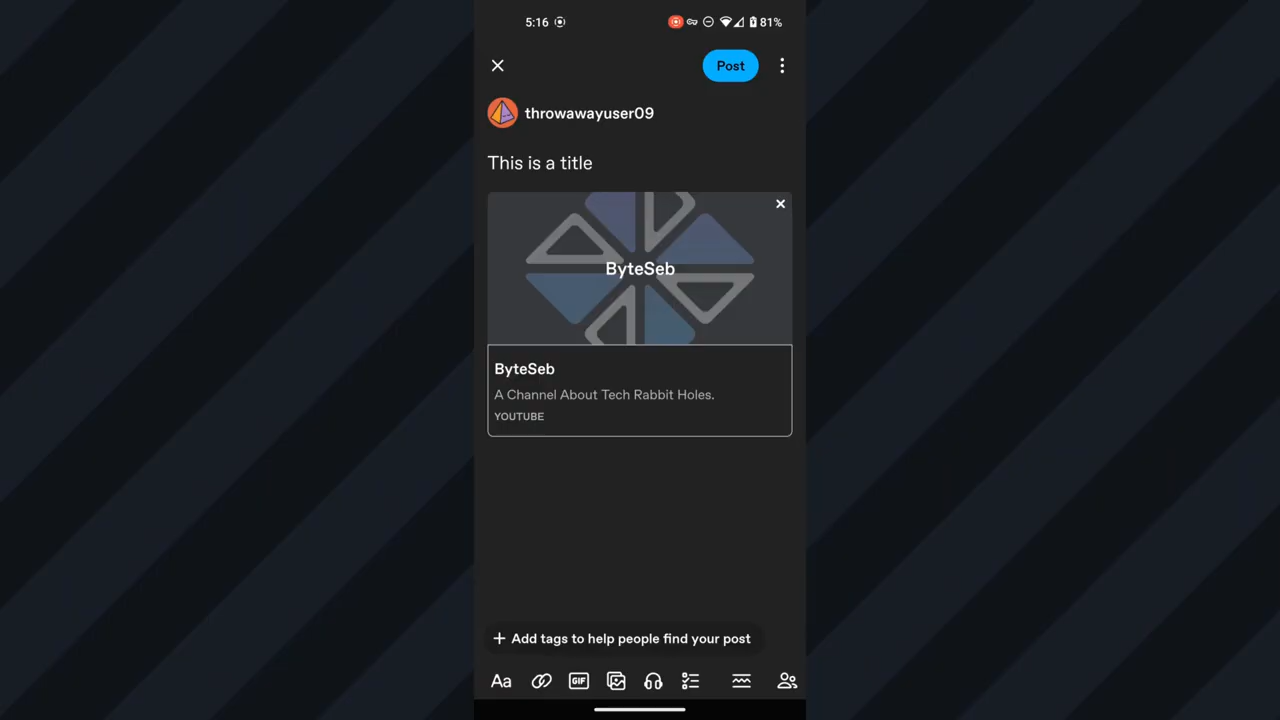 5:16
81%
Post
throwawayuser09
This is a title
ByteSeb
ByteSeb
A Channel About Tech Rabbit Holes.
YOUTUBE
Add tags to help people find your post
Aa
GIF